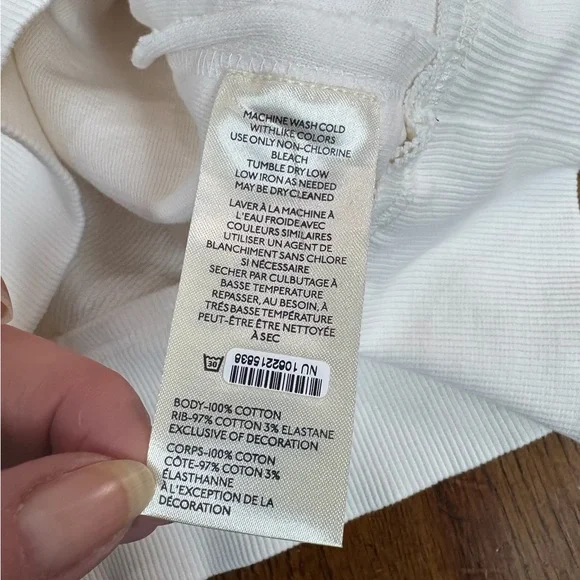 MACHINE WASH COLD
WITH LIKE COLORS
USE ONLY NON-CHLORINE
BLEACH
TUMBLE DRY LOW
LOW IRON AS NEEDED
MAY BE DRY CLEANED
LAVER À LA MACHINE À
L'EAU FROIDE AVEC
COULEURS SIMILAIRES
UTILISER UN AGENT DE
BLANCHIMENT SANS CHLORE
SI NÉCESSAIRE
SECHER PAR CULBUTAGE À
BASSE TEMPERATURE
REPASSER, AU BESOIN, À
TRÉS BASSE TEMPÉRATURE
PEUT-ÊTRE ÊTRE NETTOYÉE
À SEC
30
NU 1082215838
BODY-100% COTTON
RIB-97% COTTON 3% ELASTANE
EXCLUSIVE OF DECORATION
CORPS-100% COTON
CÔTE-97% COTON 3%
ÉLASTHANNE
À L'EXCEPTION DE LA
DÉCORATION